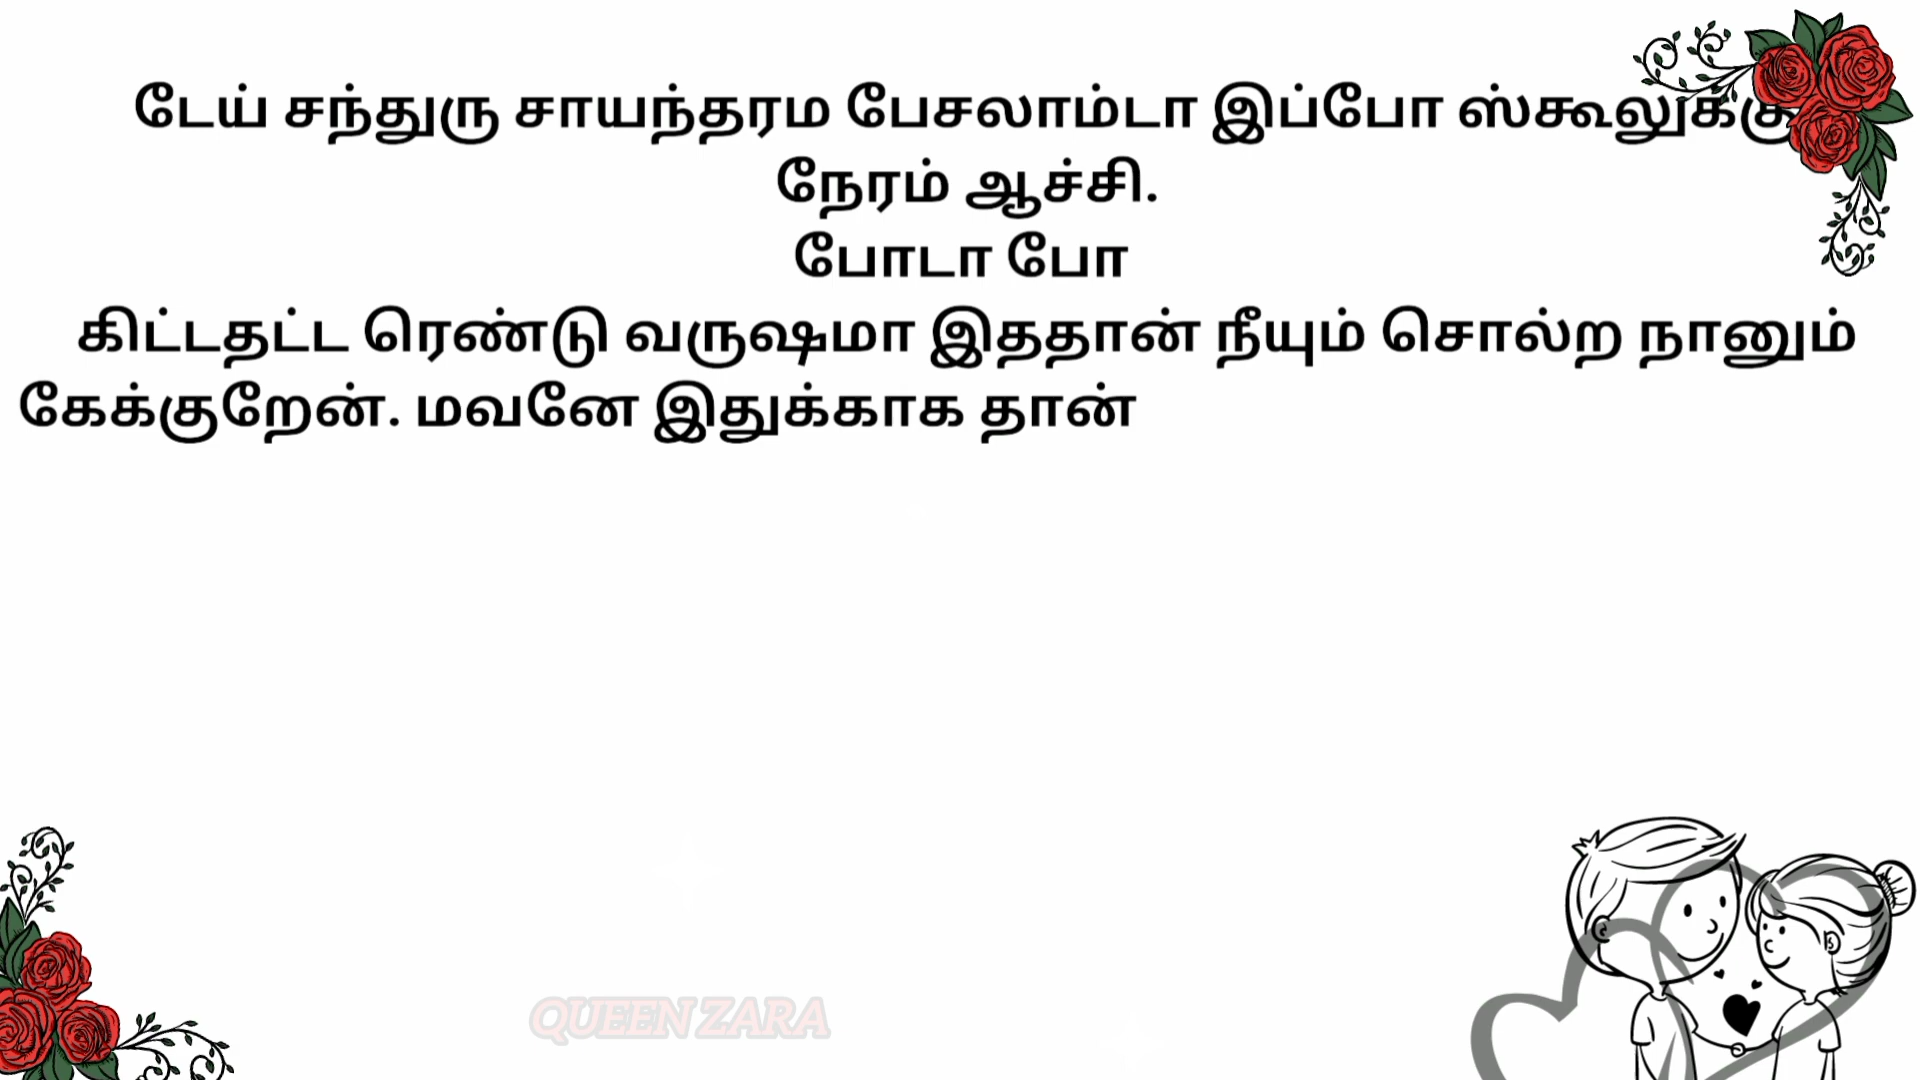 டேய் சந்துரு சாயந்தரம பேசலாம்டா இப்போ ஸ்கூலுக்கு
நேரம் ஆச்சி.
போடா போ
கிட்டதட்ட ரெண்டு வருஷமா இததான் நீயும் சொல்ற நானும்
கேக்குறேன். மவனே இதுக்காக தான்
QUEEN ZARA